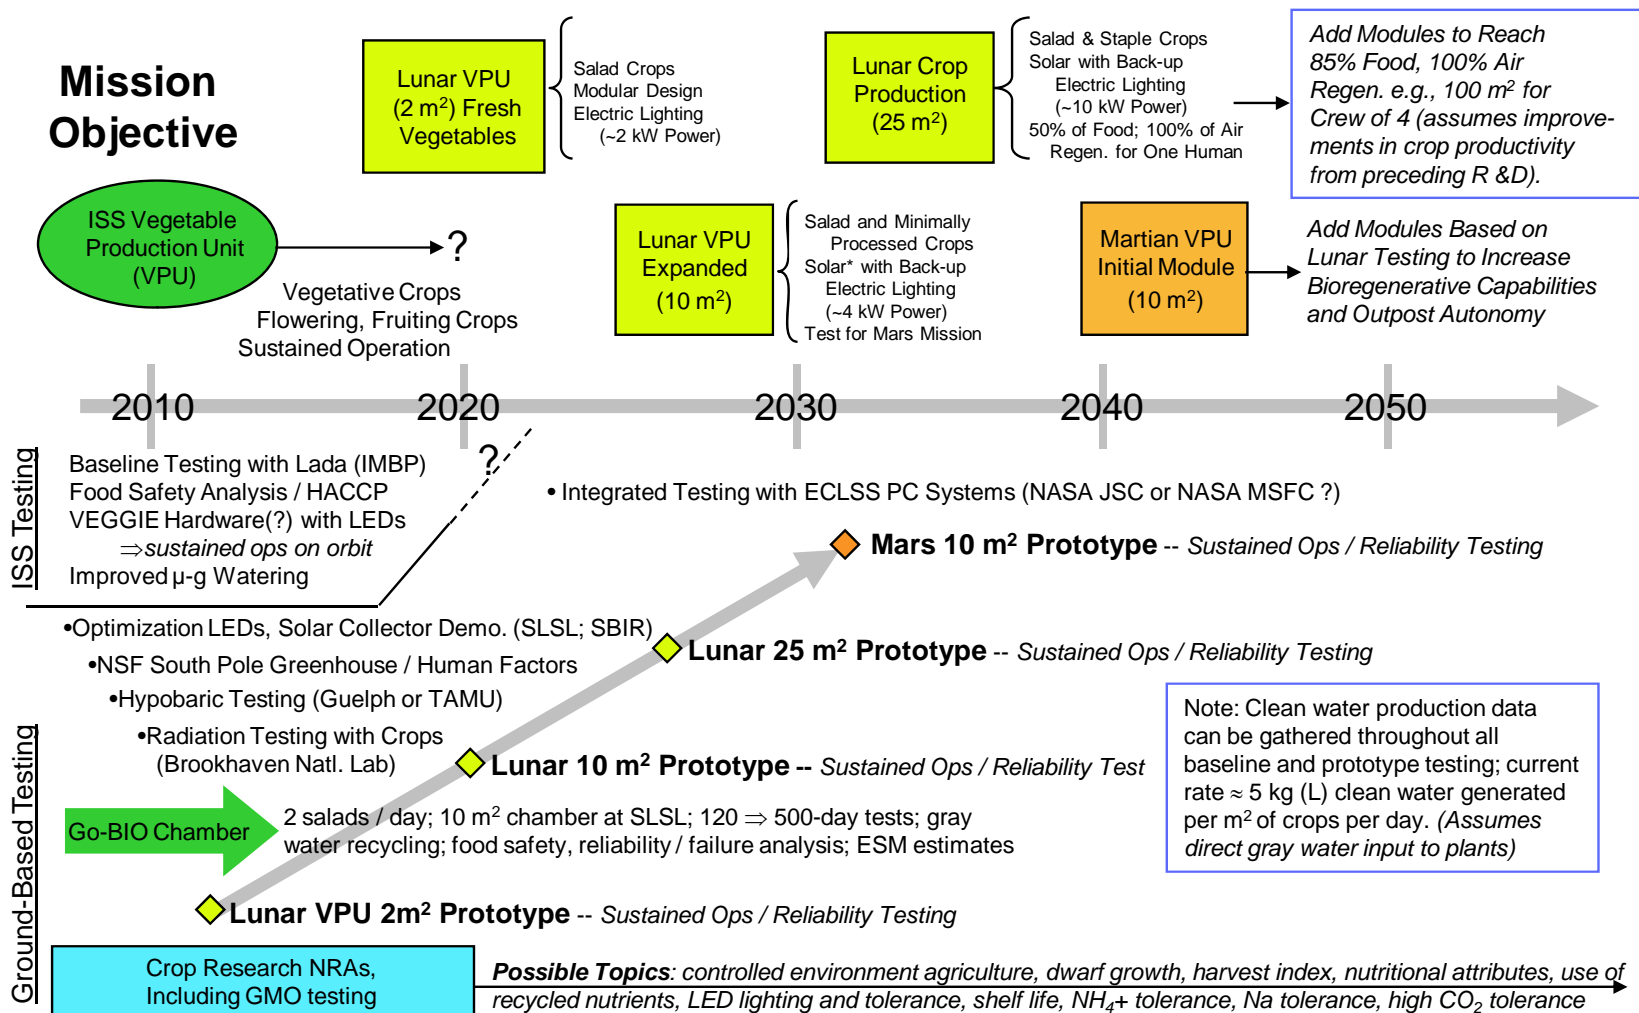 Mission
Objective
Lunar VPU
(2 m²) Fresh
Vegetables
Salad Crops
Modular Design
Electric Lighting
(~2 kW Power)
Lunar Crop
Production
(25 m²)
Salad & Staple Crops
Solar with Back-up
Electric Lighting
(~10 kW Power)
50% of Food; 100% of Air
Regen. for One Human
Add Modules to Reach
85% Food, 100% Air
Regen. e.g., 100 m² for
Crew of 4 (assumes improve-
ments in crop productivity
from preceding R &D).
ISS Vegetable
Production Unit
(VPU)
?
Vegetative Crops
Flowering, Fruiting Crops
Sustained Operation
Lunar VPU
Expanded
(10 m²)
Salad and Minimally
Processed Crops
Solar* with Back-up
Electric Lighting
(~4 kW Power)
Test for Mars Mission
Martian VPU
Initial Module
(10 m²)
Add Modules Based on
Lunar Testing to Increase
Bioregenerative Capabilities
and Outpost Autonomy
2010 2020 2030 2040 2050
ISS Testing
Baseline Testing with Lada (IMBP)
Food Safety Analysis / HACCP
VEGGIE Hardware(?) with LEDs
⇒sustained ops on orbit
Improved µ-g Watering
?
• Integrated Testing with ECLSS PC Systems (NASA JSC or NASA MSFC ?)
Mars 10 m² Prototype -- Sustained Ops / Reliability Testing
Ground-Based Testing
•Optimization LEDs, Solar Collector Demo. (SLSL; SBIR)
•NSF South Pole Greenhouse / Human Factors
•Hypobaric Testing (Guelph or TAMU)
•Radiation Testing with Crops
(Brookhaven Natl. Lab)
Lunar 25 m² Prototype -- Sustained Ops / Reliability Testing
Lunar 10 m² Prototype -- Sustained Ops / Reliability Test
Note: Clean water production data
can be gathered throughout all
baseline and prototype testing; current
rate ≈ 5 kg (L) clean water generated
per m² of crops per day. (Assumes
direct gray water input to plants)
Go-BIO Chamber
2 salads / day; 10 m² chamber at SLSL; 120 ⇒ 500-day tests; gray
water recycling; food safety, reliability / failure analysis; ESM estimates
Lunar VPU 2m² Prototype -- Sustained Ops / Reliability Testing
Crop Research NRAs,
Including GMO testing
Possible Topics: controlled environment agriculture, dwarf growth, harvest index, nutritional attributes, use of
recycled nutrients, LED lighting and tolerance, shelf life, NH₄+ tolerance, Na tolerance, high CO₂ tolerance